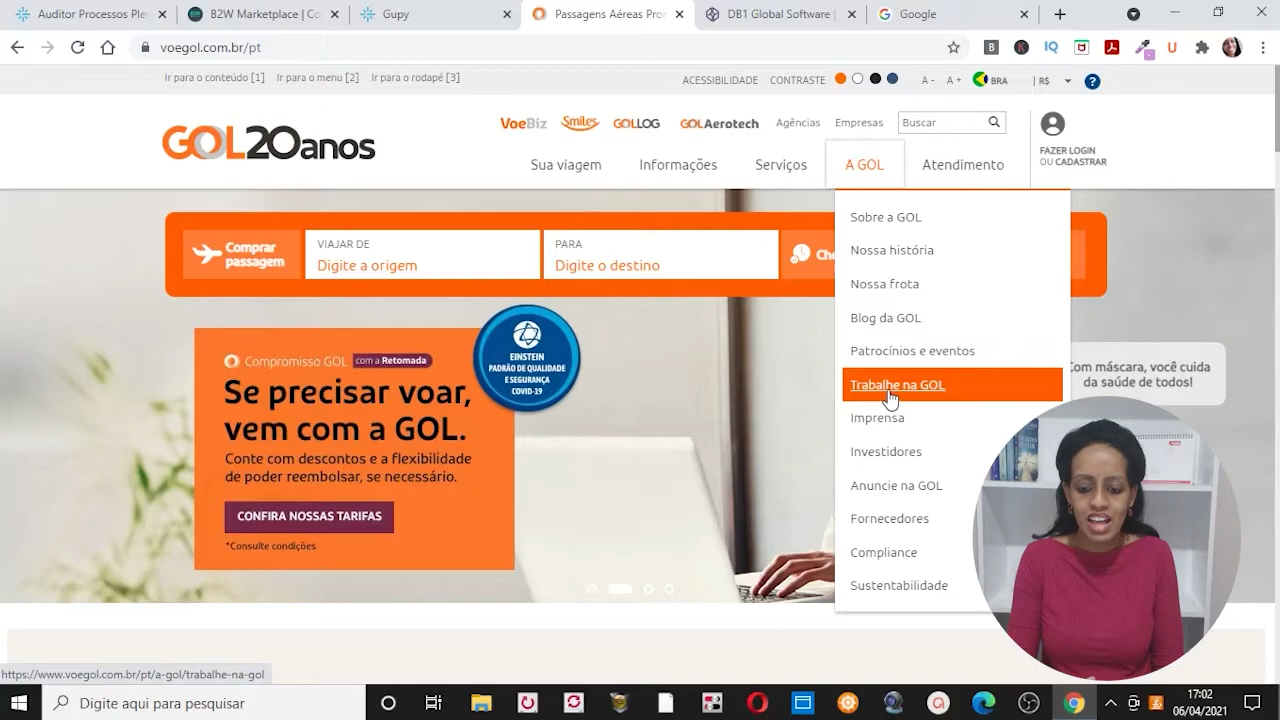 Auditor Processos Ple
B2W Marketplace | Co
Gupy
Passagens Aéreas Pro
DB1 Global Software |
Google
voegol.com.br/pt
Ir para o conteúdo [1]
Ir para o menu [2]
Ir para o rodapé [3]
ACESSIBILIDADE
CONTRASTE
A -
A +
BRA
| R$
?
GOL20anos
VoeBiz
Smiles
GOLLOG
GOLAerotech
Agências
Empresas
Buscar
FAZER LOGIN
OU CADASTRAR
Sua viagem
Informações
Serviços
A GOL
Atendimento
Comprar
passagem
VIAJAR DE
Digite a origem
PARA
Digite o destino
Che
Sobre a GOL
Nossa história
Nossa frota
Blog da GOL
Patrocínios e eventos
Trabalhe na GOL
Imprensa
Investidores
Anuncie na GOL
Fornecedores
Compliance
Sustentabilidade
Compromisso GOL com a Retomada
Se precisar voar,
vem com a GOL.
Conte com descontos e a flexibilidade
de poder reembolsar, se necessário.
CONFIRA NOSSAS TARIFAS
*Consulte condições
EINSTEIN
PADRÃO DE QUALIDADE
E SEGURANÇA
COVID-19
Com máscara, você cuida
da saúde de todos!
https://www.voegol.com.br/pt/a-gol/trabalhe-na-gol
Digite aqui para pesquisar
17:02
06/04/2021